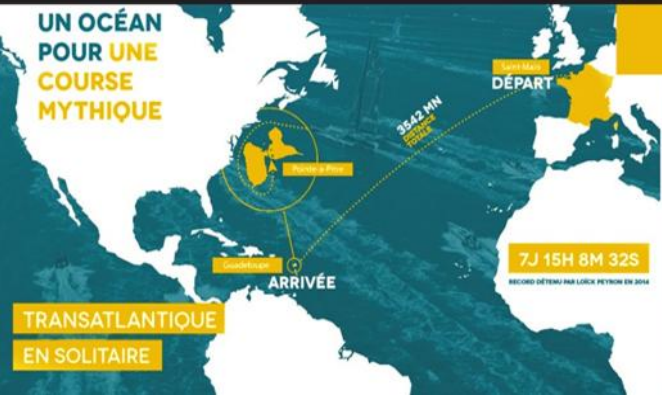 UN OCÉAN
POUR UNE
COURSE
MYTHIQUE
Saint-Malo
DÉPART
3542 MN
DISTANCE
TOTALE
Pointe-à-Pitre
Guadeloupe
ARRIVÉE
7J 15H 8M 32S
RECORD DÉTENU PAR LOÏCK PEYRON EN 2014
TRANSATLANTIQUE
EN SOLITAIRE